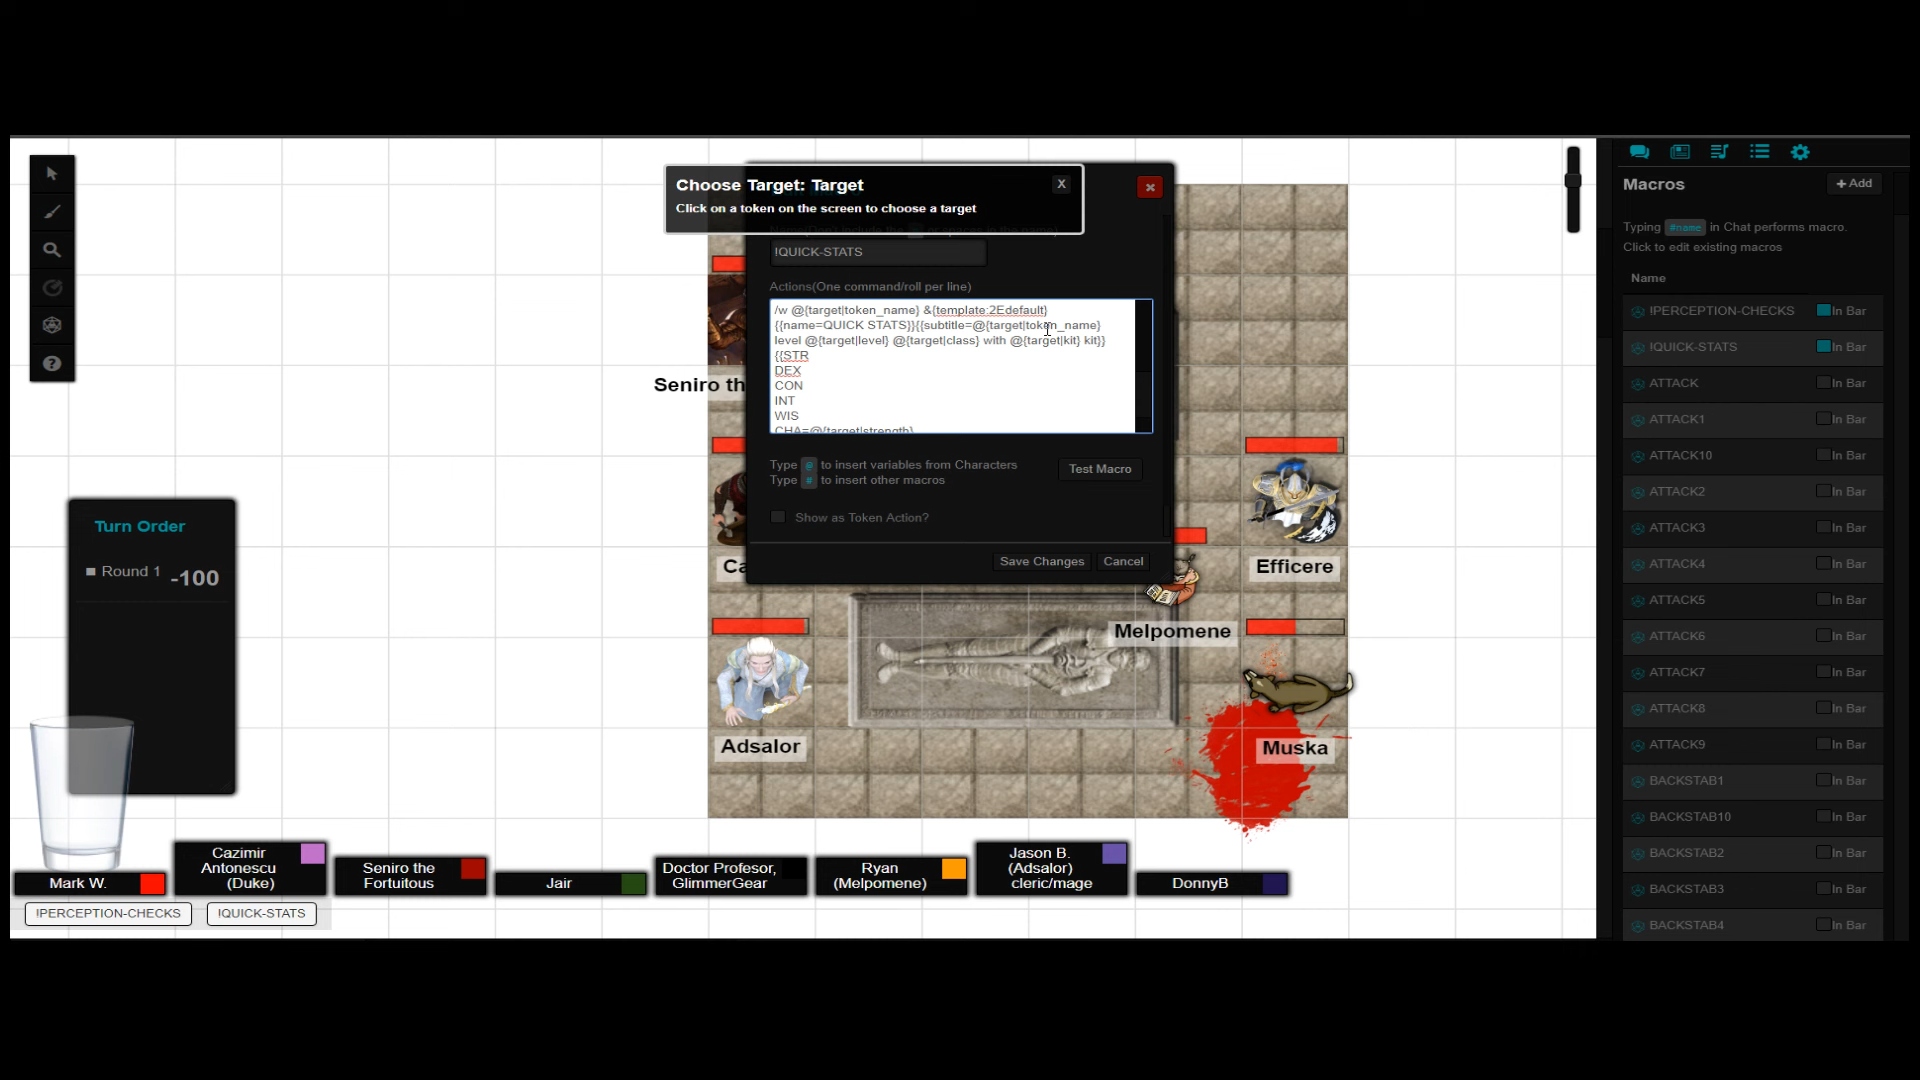 Choose Target: Target
X
Click on a token on the screen to choose a target
!QUICK-STATS
Actions(One command/roll per line)
/w @{target|token_name} &{template:2Edefault}
{{name=QUICK STATS}}{{subtitle=@{target|token_name}
level @{target|level} @{target|class} with @{target|kit} kit}}
{{STR
DEX
CON
INT
WIS
CHA=@{target|strength}
Type @ to insert variables from Characters
Type # to insert other macros
Test Macro
Show as Token Action?
Save Changes
Cancel
Seniro th
Ca
Efficere
Melpomene
Adsalor
Muska
Turn Order
Round 1
-100
Mark W.
Cazimir
Antonescu
(Duke)
Seniro the
Fortuitous
Jair
Doctor Profesor,
GlimmerGear
Ryan
(Melpomene)
Jason B.
(Adsalor)
cleric/mage
DonnyB
!PERCEPTION-CHECKS
!QUICK-STATS
Macros
+ Add
Typing #name in Chat performs macro.
Click to edit existing macros
Name
!PERCEPTION-CHECKS In Bar
!QUICK-STATS In Bar
ATTACK In Bar
ATTACK1 In Bar
ATTACK10 In Bar
ATTACK2 In Bar
ATTACK3 In Bar
ATTACK4 In Bar
ATTACK5 In Bar
ATTACK6 In Bar
ATTACK7 In Bar
ATTACK8 In Bar
ATTACK9 In Bar
BACKSTAB1 In Bar
BACKSTAB10 In Bar
BACKSTAB2 In Bar
BACKSTAB3 In Bar
BACKSTAB4 In Bar